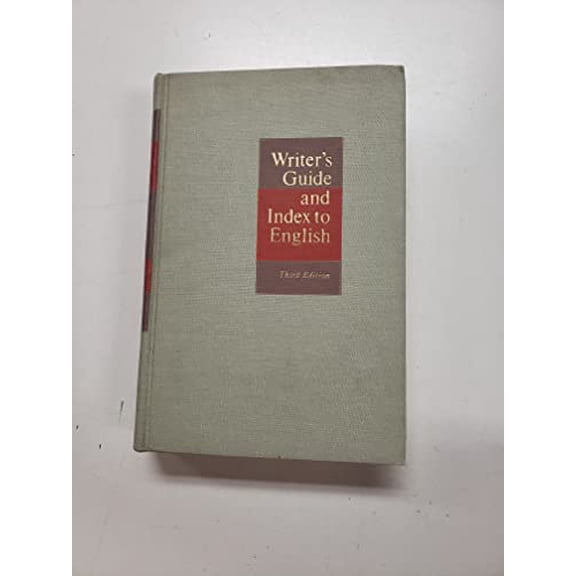 Writer's
Guide
and
Index to
English
Third Edition